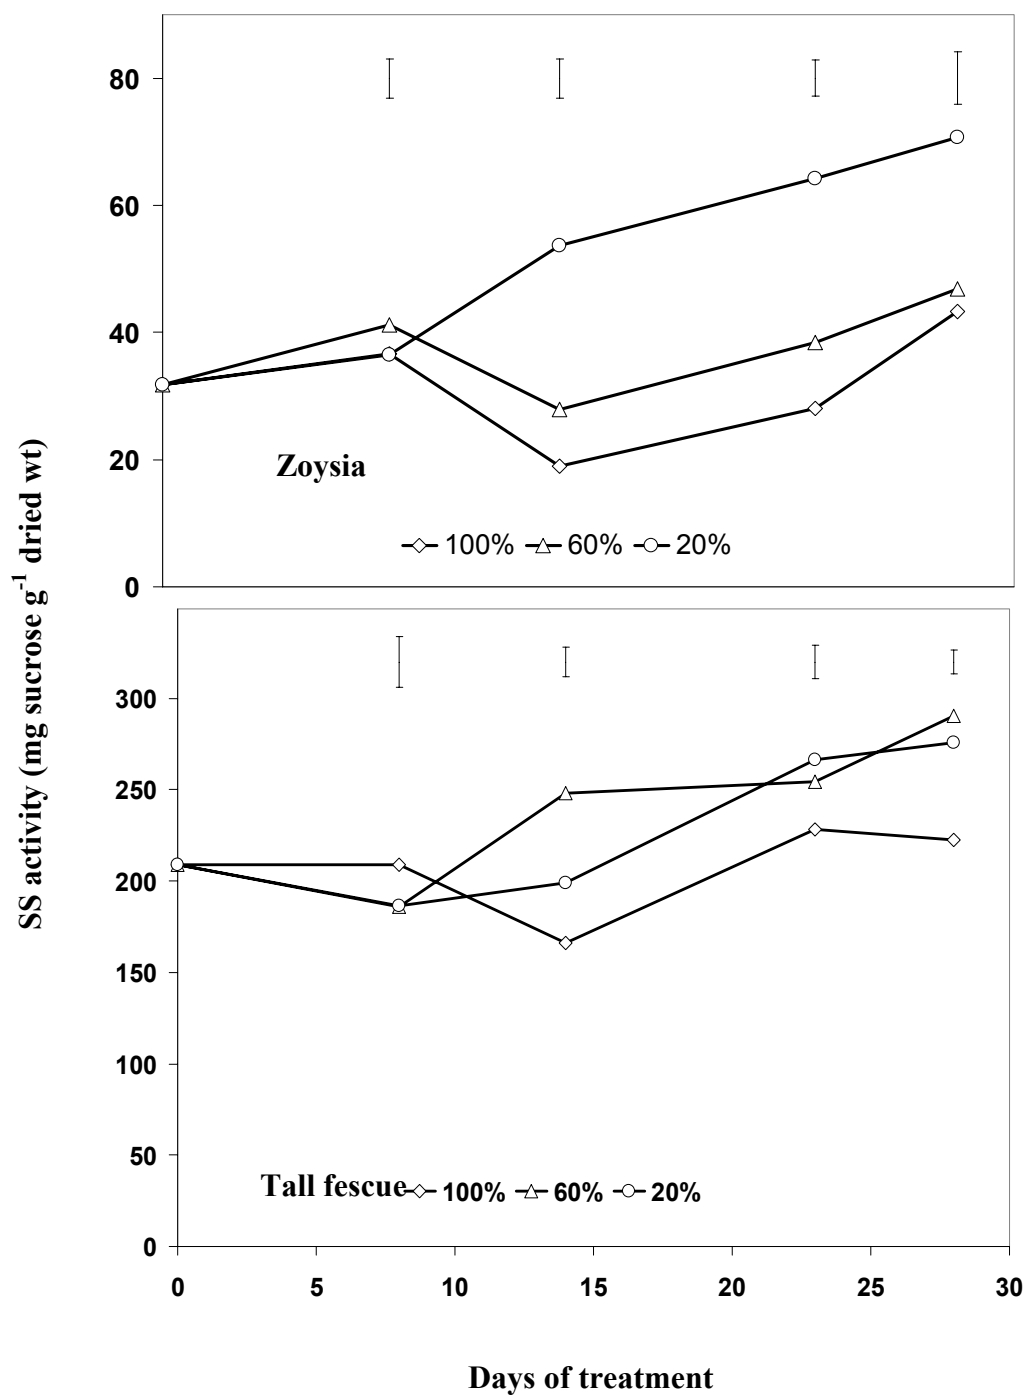 80
60
40
20
0
Zoysia
100% 60% 20%
SS activity (mg sucrose g-1 dried wt)
300
250
200
150
100
50
0
Tall fescue 100% 60% 20%
0 5 10 15 20 25 30
Days of treatment